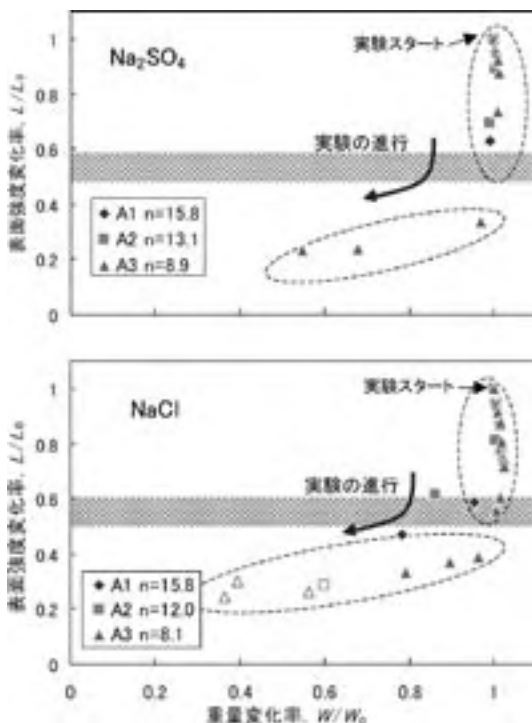 表面強度変化率, L/L₀
1
0.8
0.6
0.4
0.2
0
Na₂SO₄
実験スタート
実験の進行
A1 n=15.8
A2 n=13.1
A3 n=8.9
表面強度変化率, L/L₀
1
0.8
0.6
0.4
0.2
0
NaCl
実験スタート
実験の進行
A1 n=15.8
A2 n=12.0
A3 n=8.1
0 0.2 0.4 0.6 0.8 1
重量変化率, W/W₀